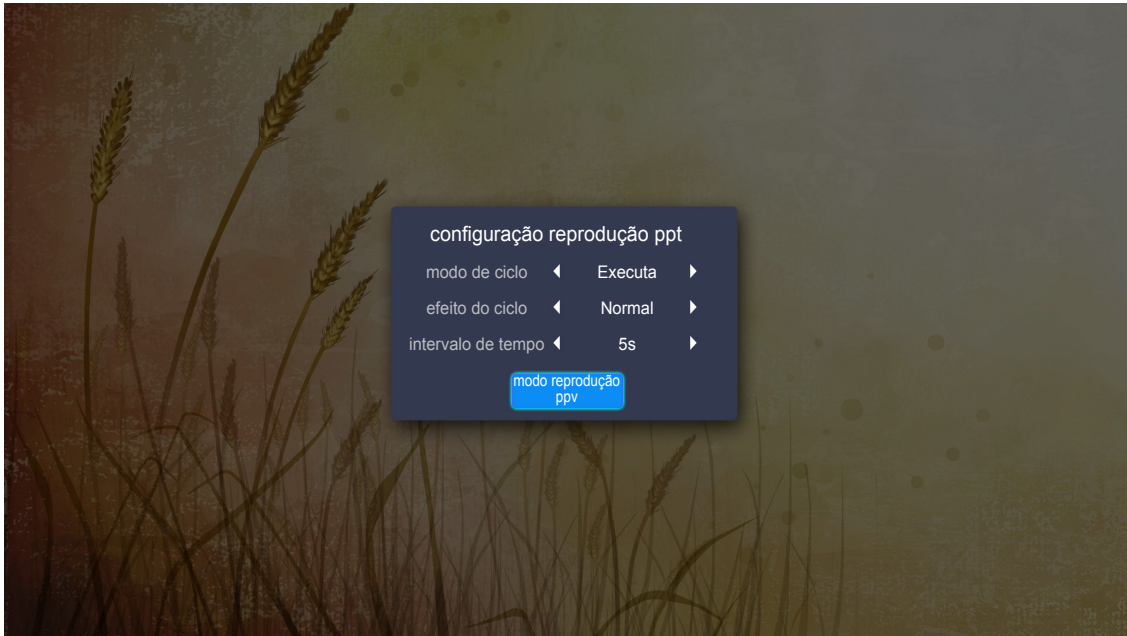 configuração reprodução ppt
modo de ciclo Executa
efeito do ciclo Normal
intervalo de tempo 5s
modo reprodução
ppv